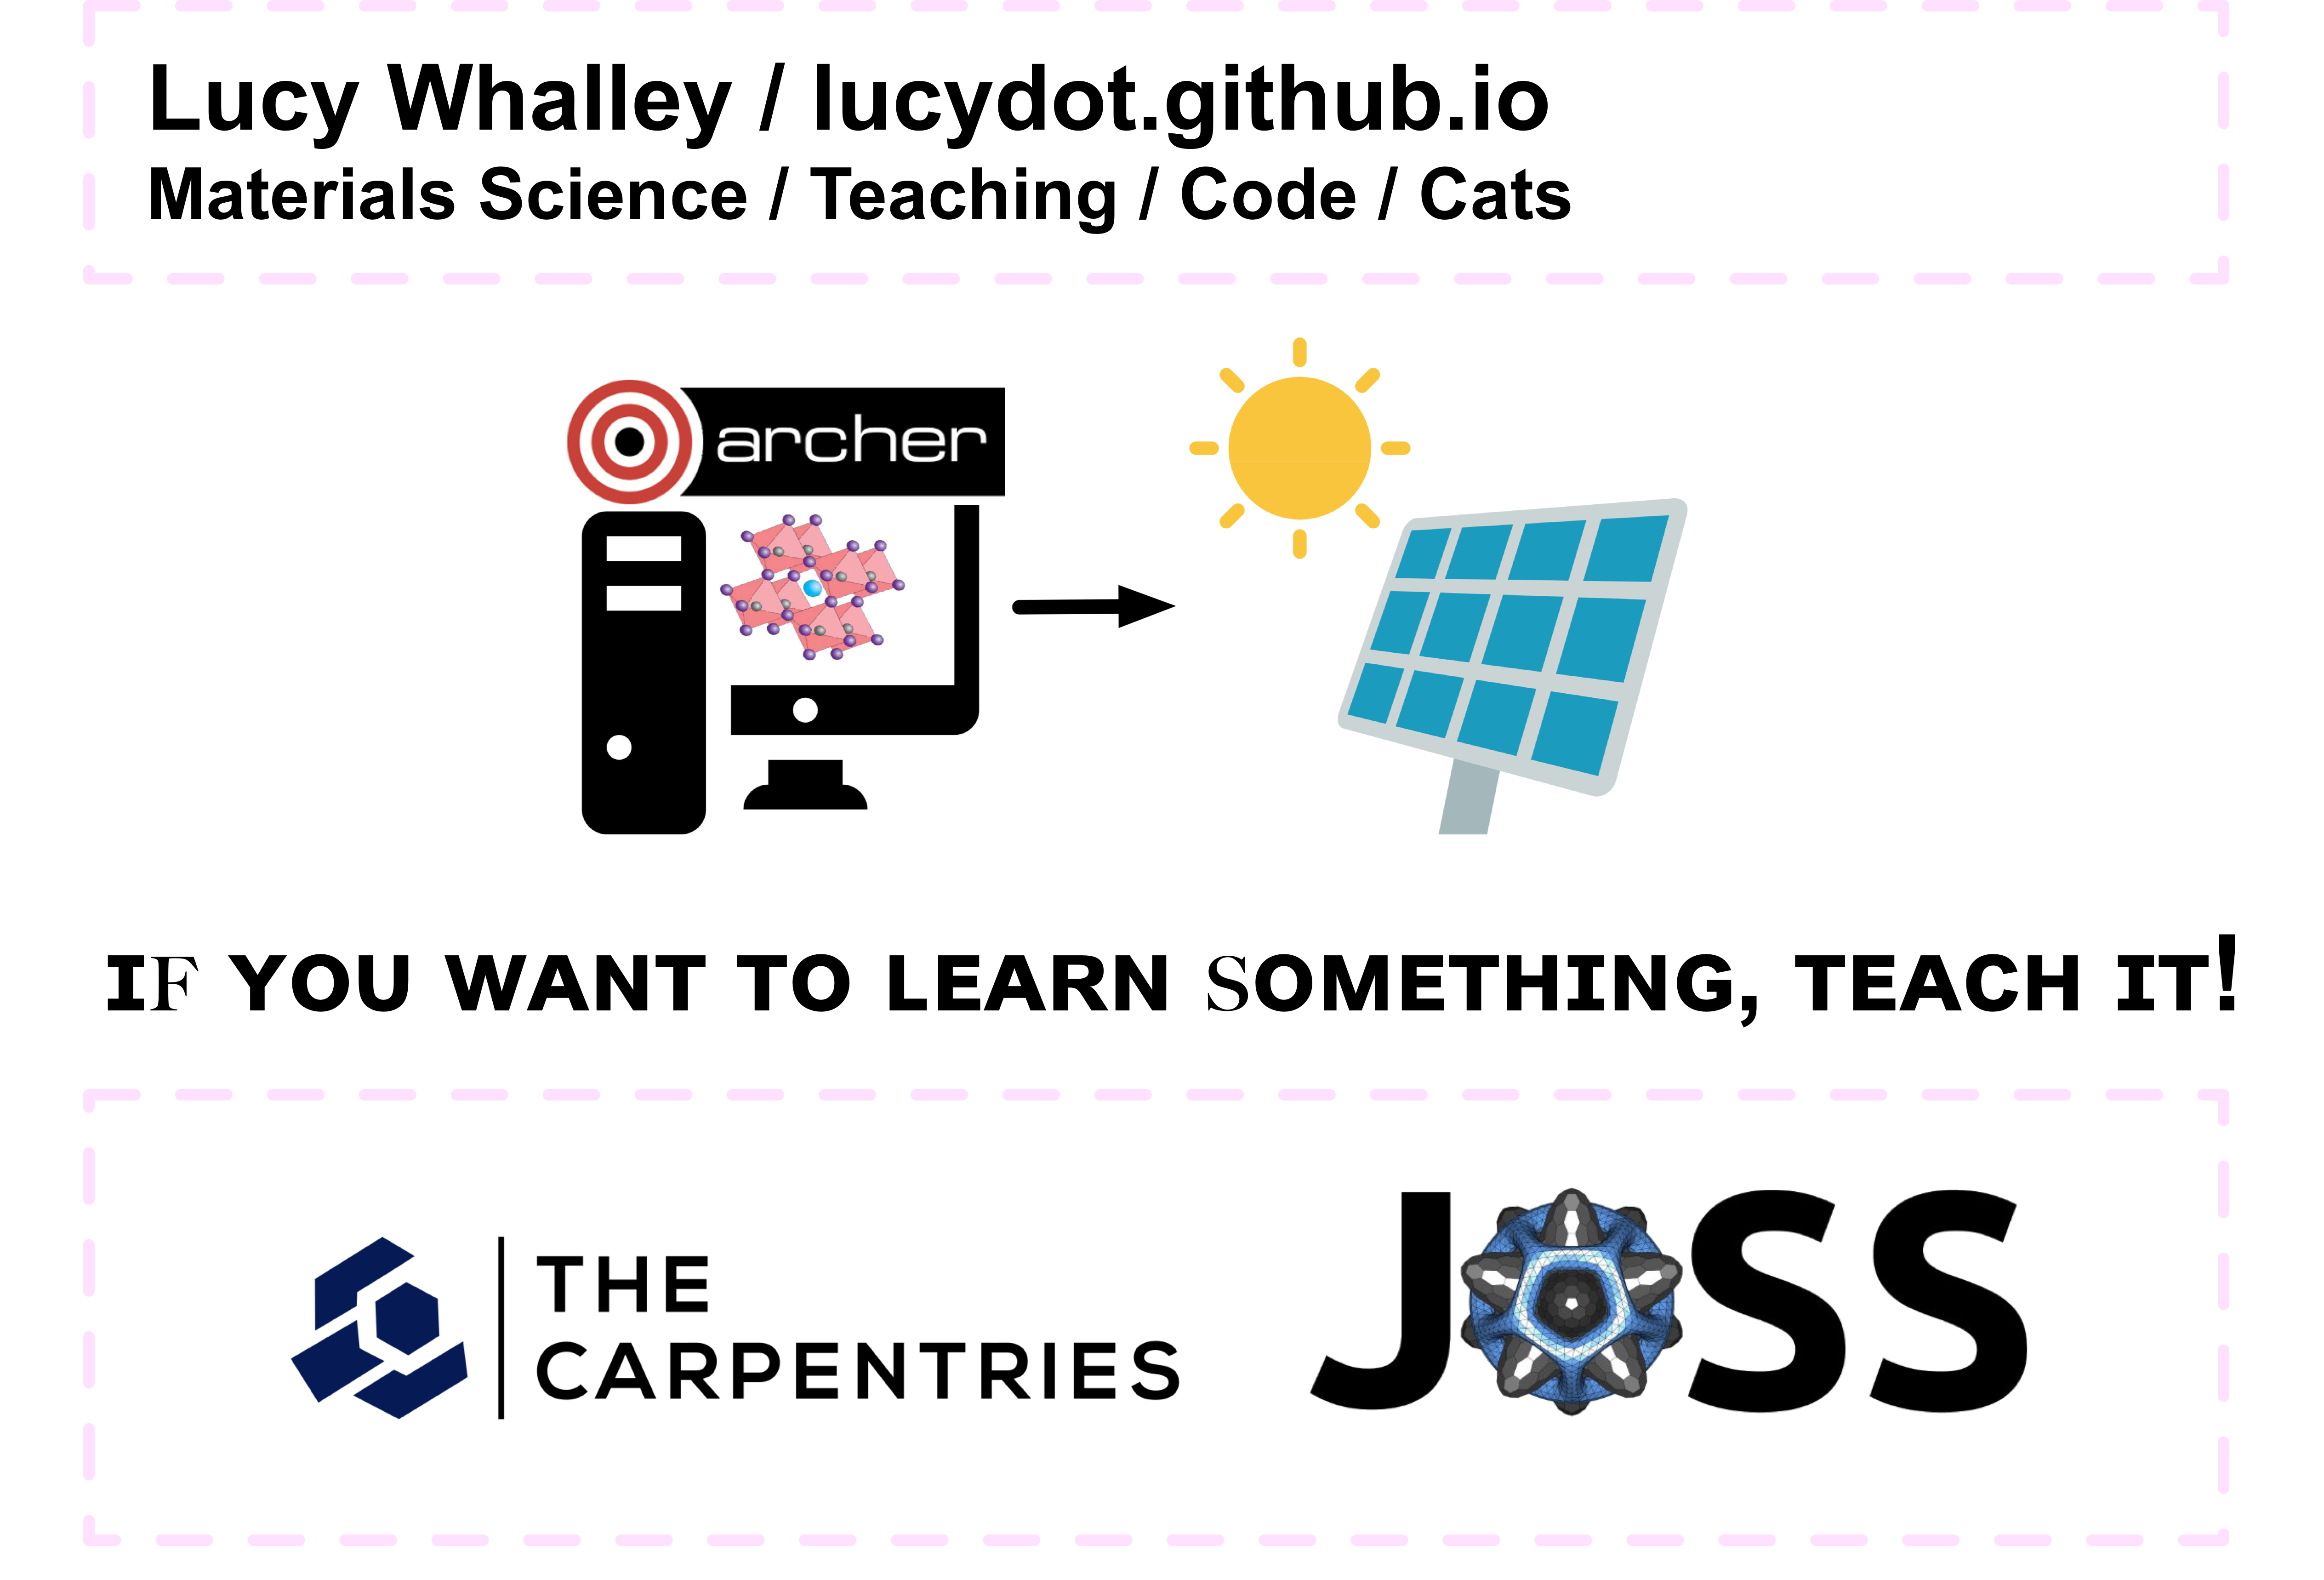 Lucy Whalley / lucydot.github.io
Materials Science / Teaching / Code / Cats
archer
IF YOU WANT TO LEARN SOMETHING, TEACH IT!
THE
CARPENTRIES
JOSS